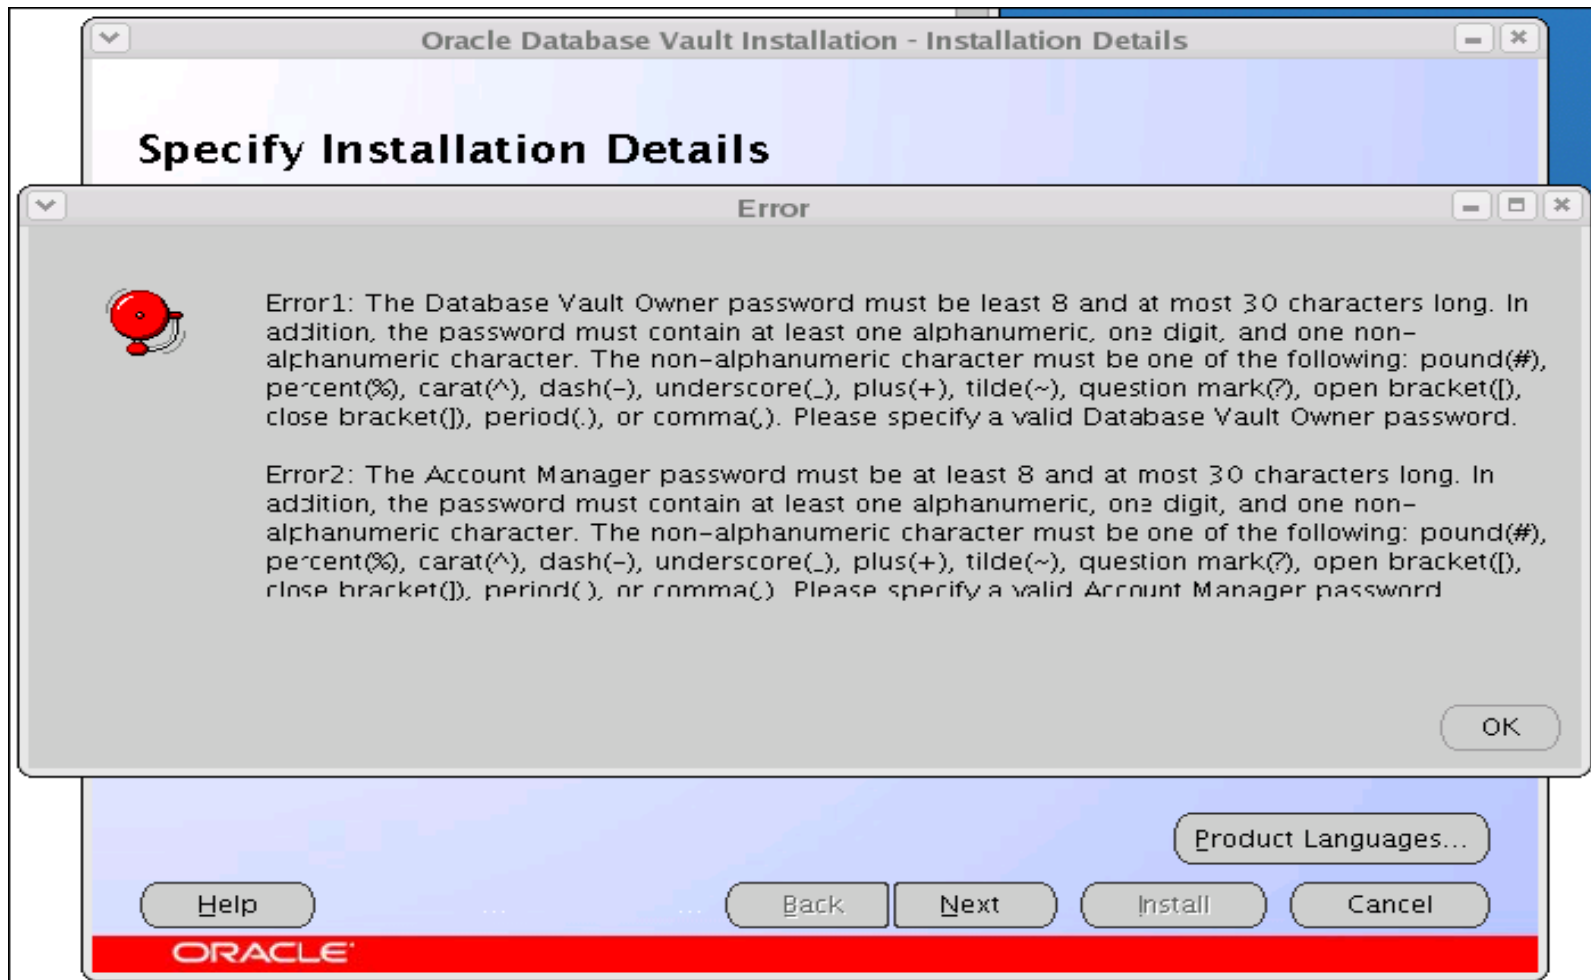 Oracle Database Vault Installation - Installation Details
Specify Installation Details
Error
Error1: The Database Vault Owner password must be least 8 and at most 30 characters long. In
addition, the password must contain at least one alphanumeric, one digit, and one non-
alphanumeric character. The non-alphanumeric character must be one of the following: pound(#),
percent(%), carat(^), dash(-), underscore(_), plus(+), tilde(~), question mark(?), open bracket([),
close bracket(]), period(.), or comma(,). Please specify a valid Database Vault Owner password.
Error2: The Account Manager password must be at least 8 and at most 30 characters long. In
addition, the password must contain at least one alphanumeric, one digit, and one non-
alphanumeric character. The non-alphanumeric character must be one of the following: pound(#),
percent(%), carat(^), dash(-), underscore(_), plus(+), tilde(~), question mark(?), open bracket([),
close bracket(]), period(.), or comma(,). Please specify a valid Account Manager password.
OK
Product Languages...
Help
Back
Next
Install
Cancel
ORACLE